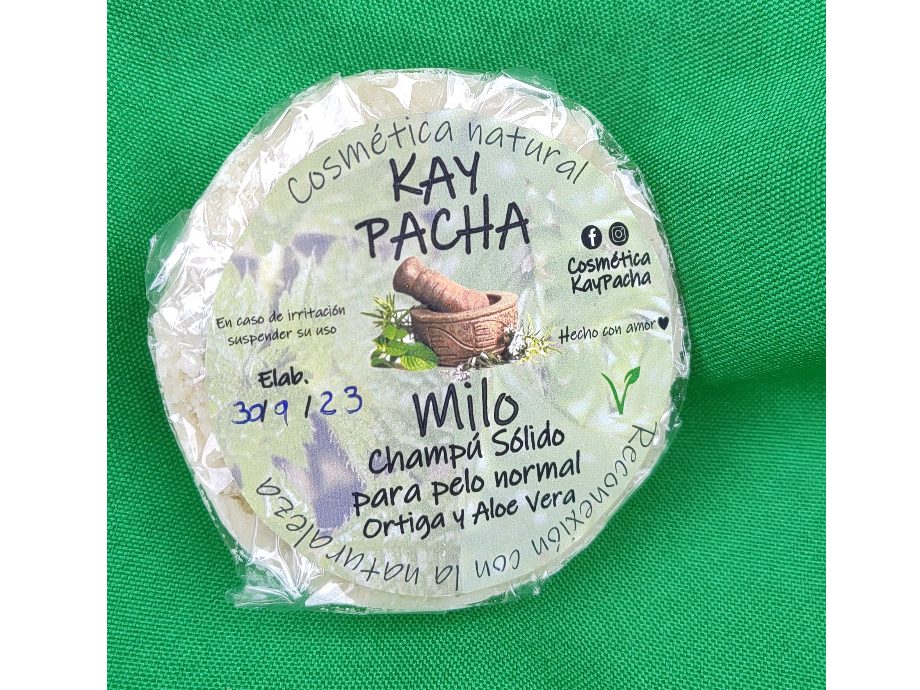 Cosmética natural
KAY
PACHA
Cosmética
KayPacha
En caso de irritación
suspender su uso
Hecho con amor
Elab.
30/9/23
Milo
Champú Sólido
para pelo normal
Ortiga y Aloe Vera
Reconexión con la naturaleza